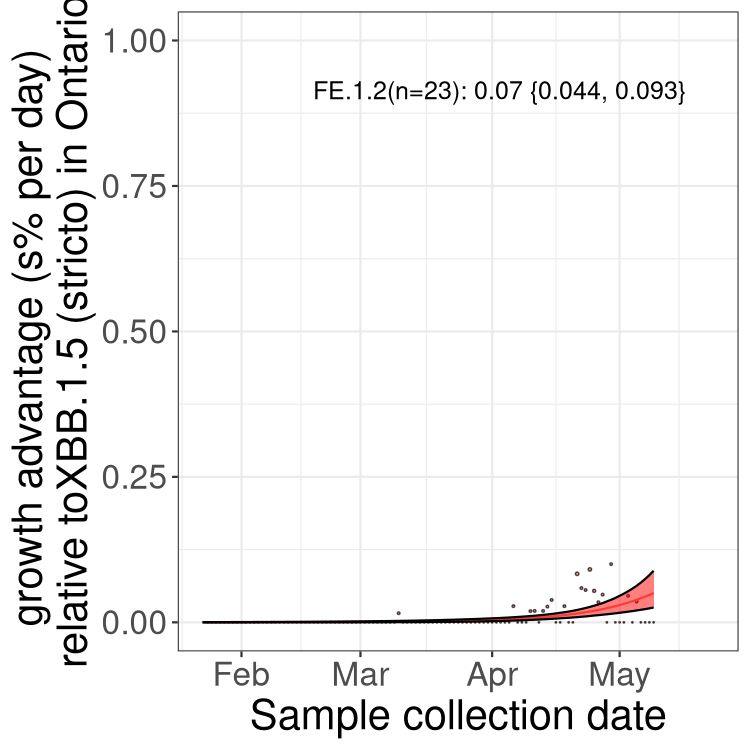 growth advantage (s% per day)
relative toXBB.1.5 (stricto) in Ontario
1.00
0.75
0.50
0.25
0.00
FE.1.2(n=23): 0.07 {0.044, 0.093}
Feb Mar Apr May
Sample collection date